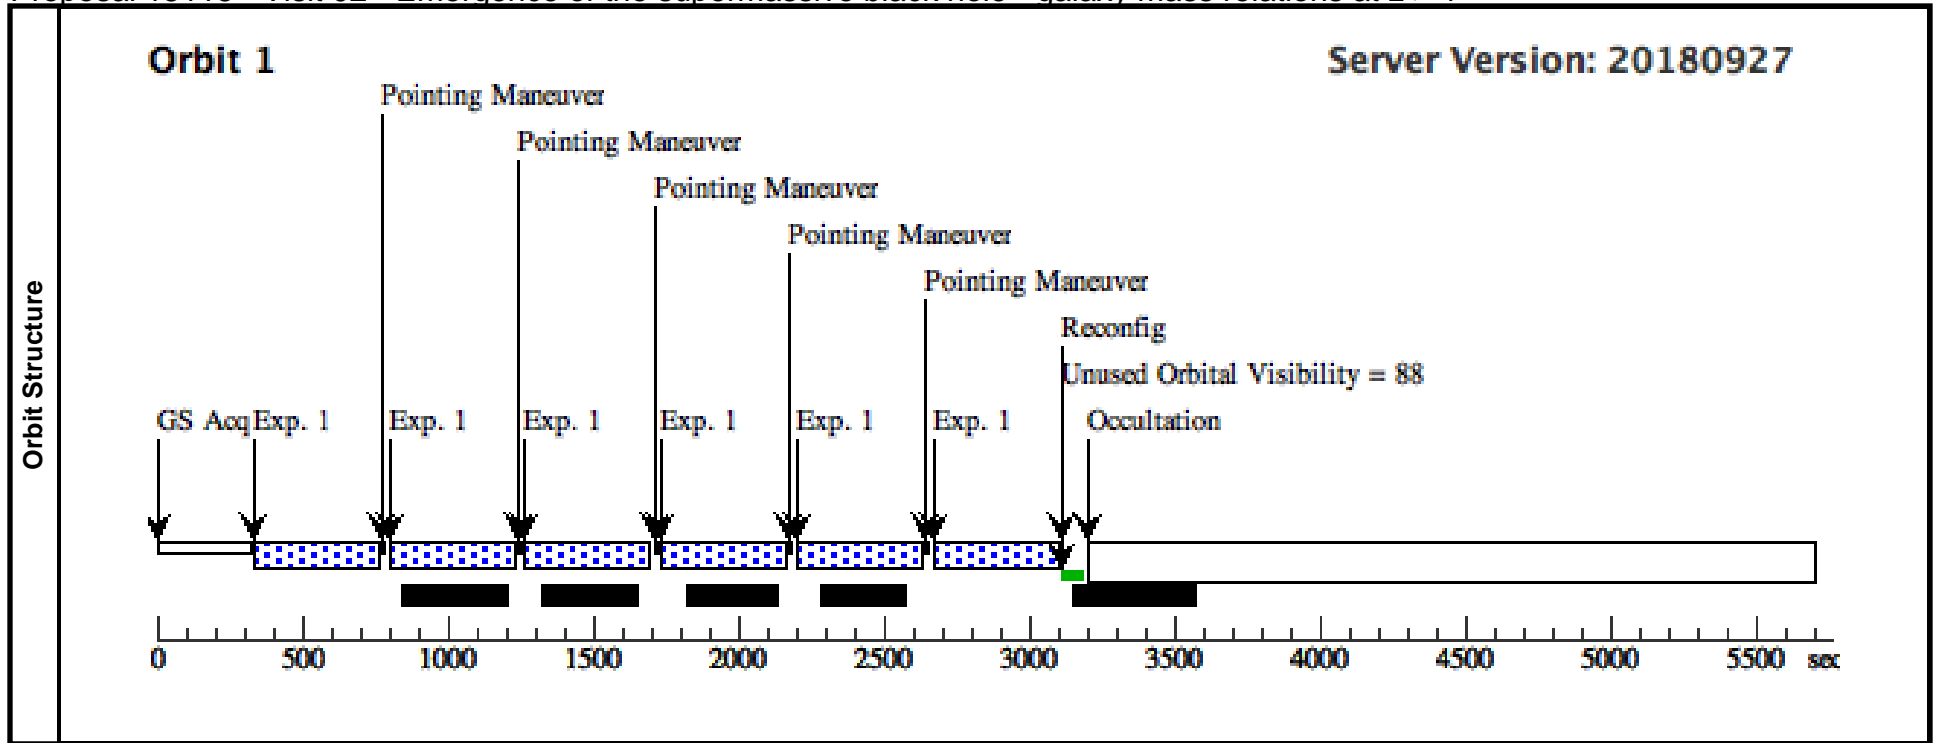 Orbit 1
Server Version: 20180927
Pointing Maneuver
Pointing Maneuver
Pointing Maneuver
Pointing Maneuver
Pointing Maneuver
Reconfig
Unused Orbital Visibility = 88
GS Acq Exp. 1 Exp. 1 Exp. 1 Exp. 1 Exp. 1 Exp. 1 Occultation
Orbit Structure
0 500 1000 1500 2000 2500 3000 3500 4000 4500 5000 5500 sec